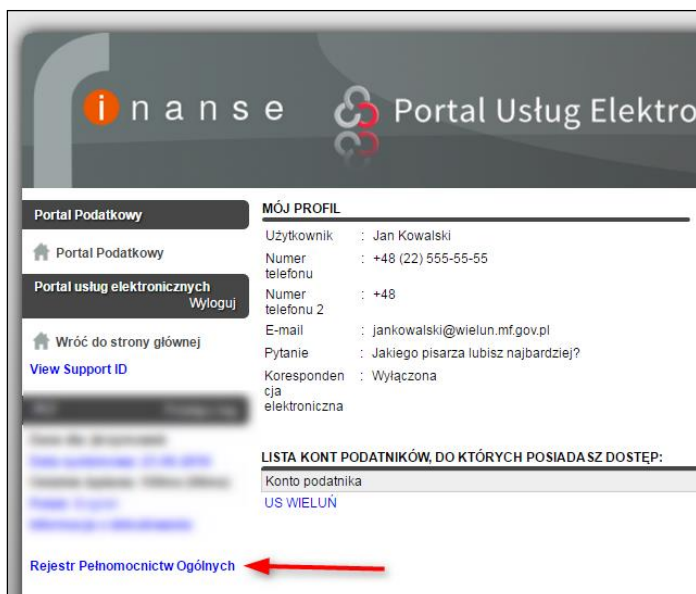 inanse
Portal Usług Elektro
Portal Podatkowy
Portal Podatkowy
Portal usług elektronicznych
Wyloguj
Wróć do strony głównej
View Support ID
Rejestr Pełnomocnictw Ogólnych
MÓJ PROFIL
Użytkownik : Jan Kowalski
Numer : +48 (22) 555-55-55
telefonu
Numer : +48
telefonu 2
E-mail : jankowalski@wielun.mf.gov.pl
Pytanie : Jakiego pisarza lubisz najbardziej?
Koresponden : Wyłączona
cja
elektroniczna
LISTA KONT PODATNIKÓW, DO KTÓRYCH POSIADASZ DOSTĘP:
Konto podatnika
US WIELUŃ